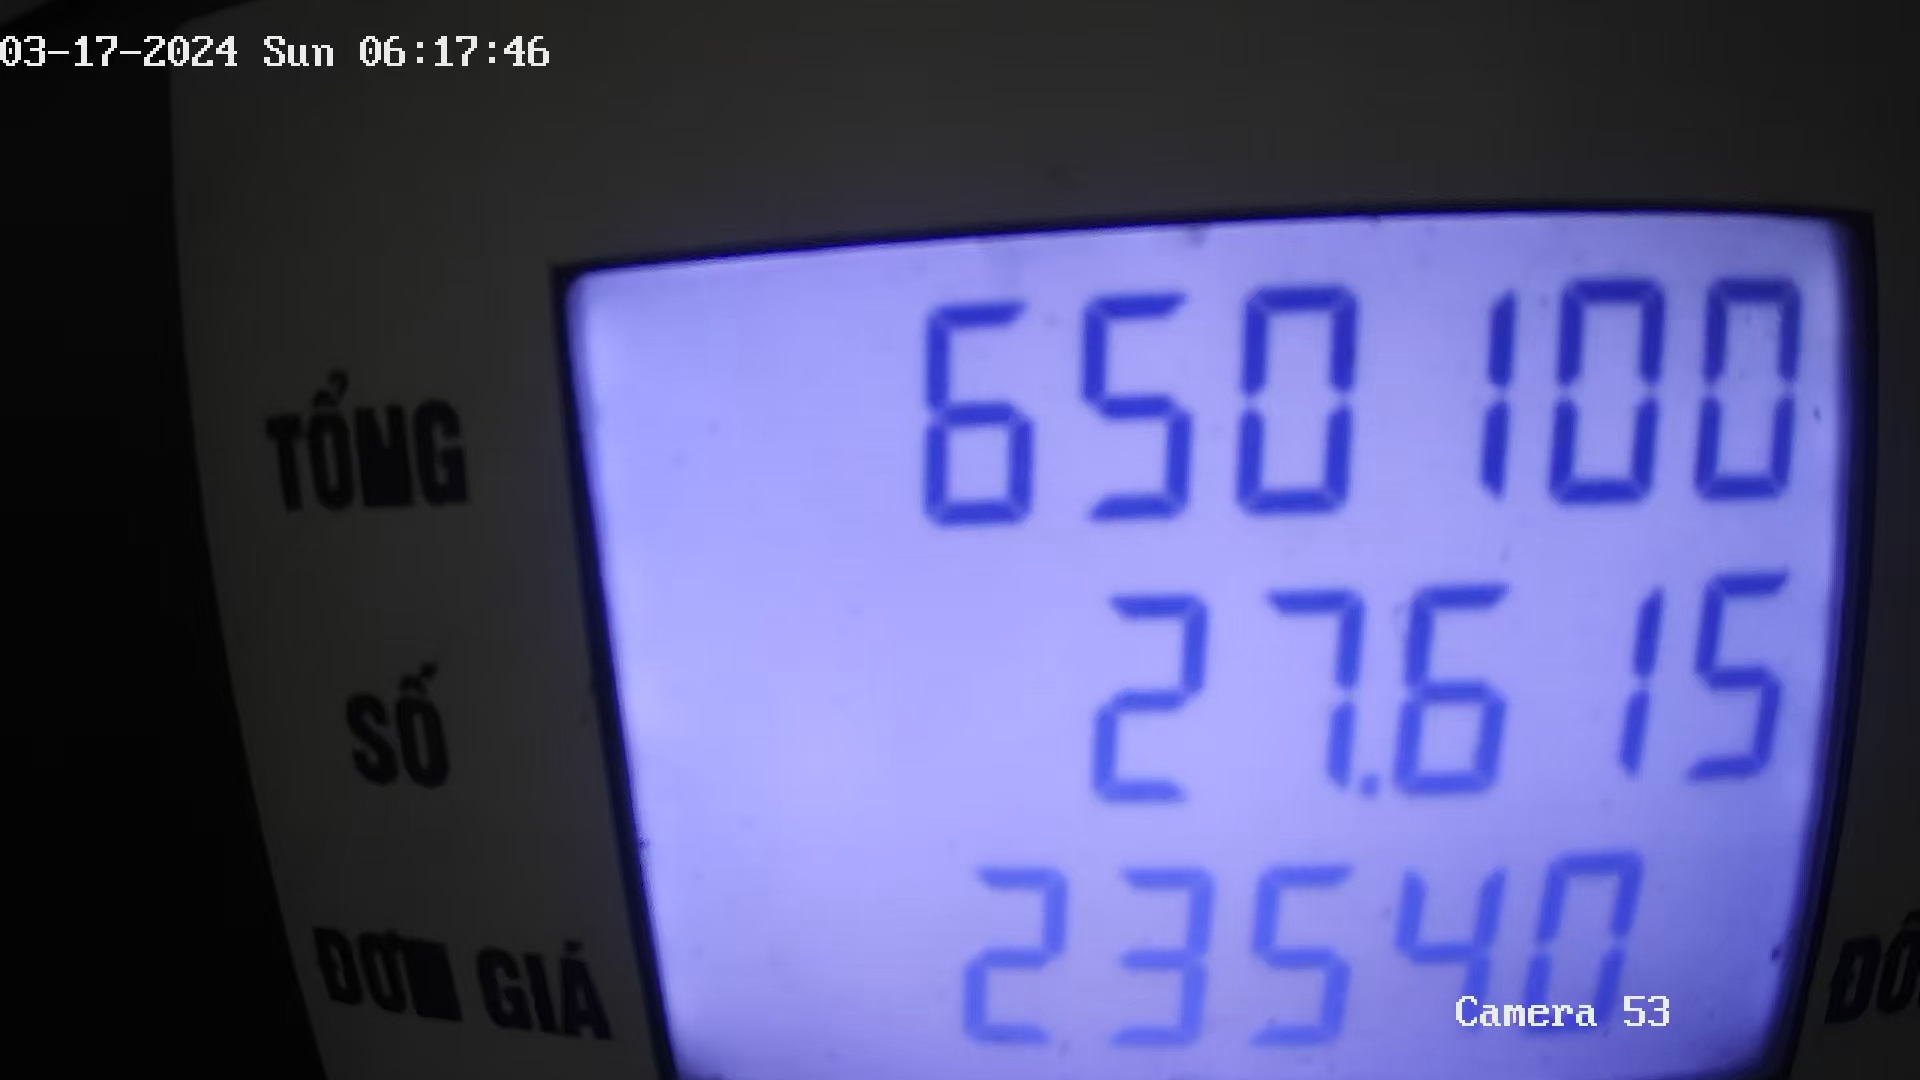 03-17-2024 Sun 06:17:46
TỔNG 650100
SỐ 27.615
ĐƠN GIÁ 23540
Camera 53